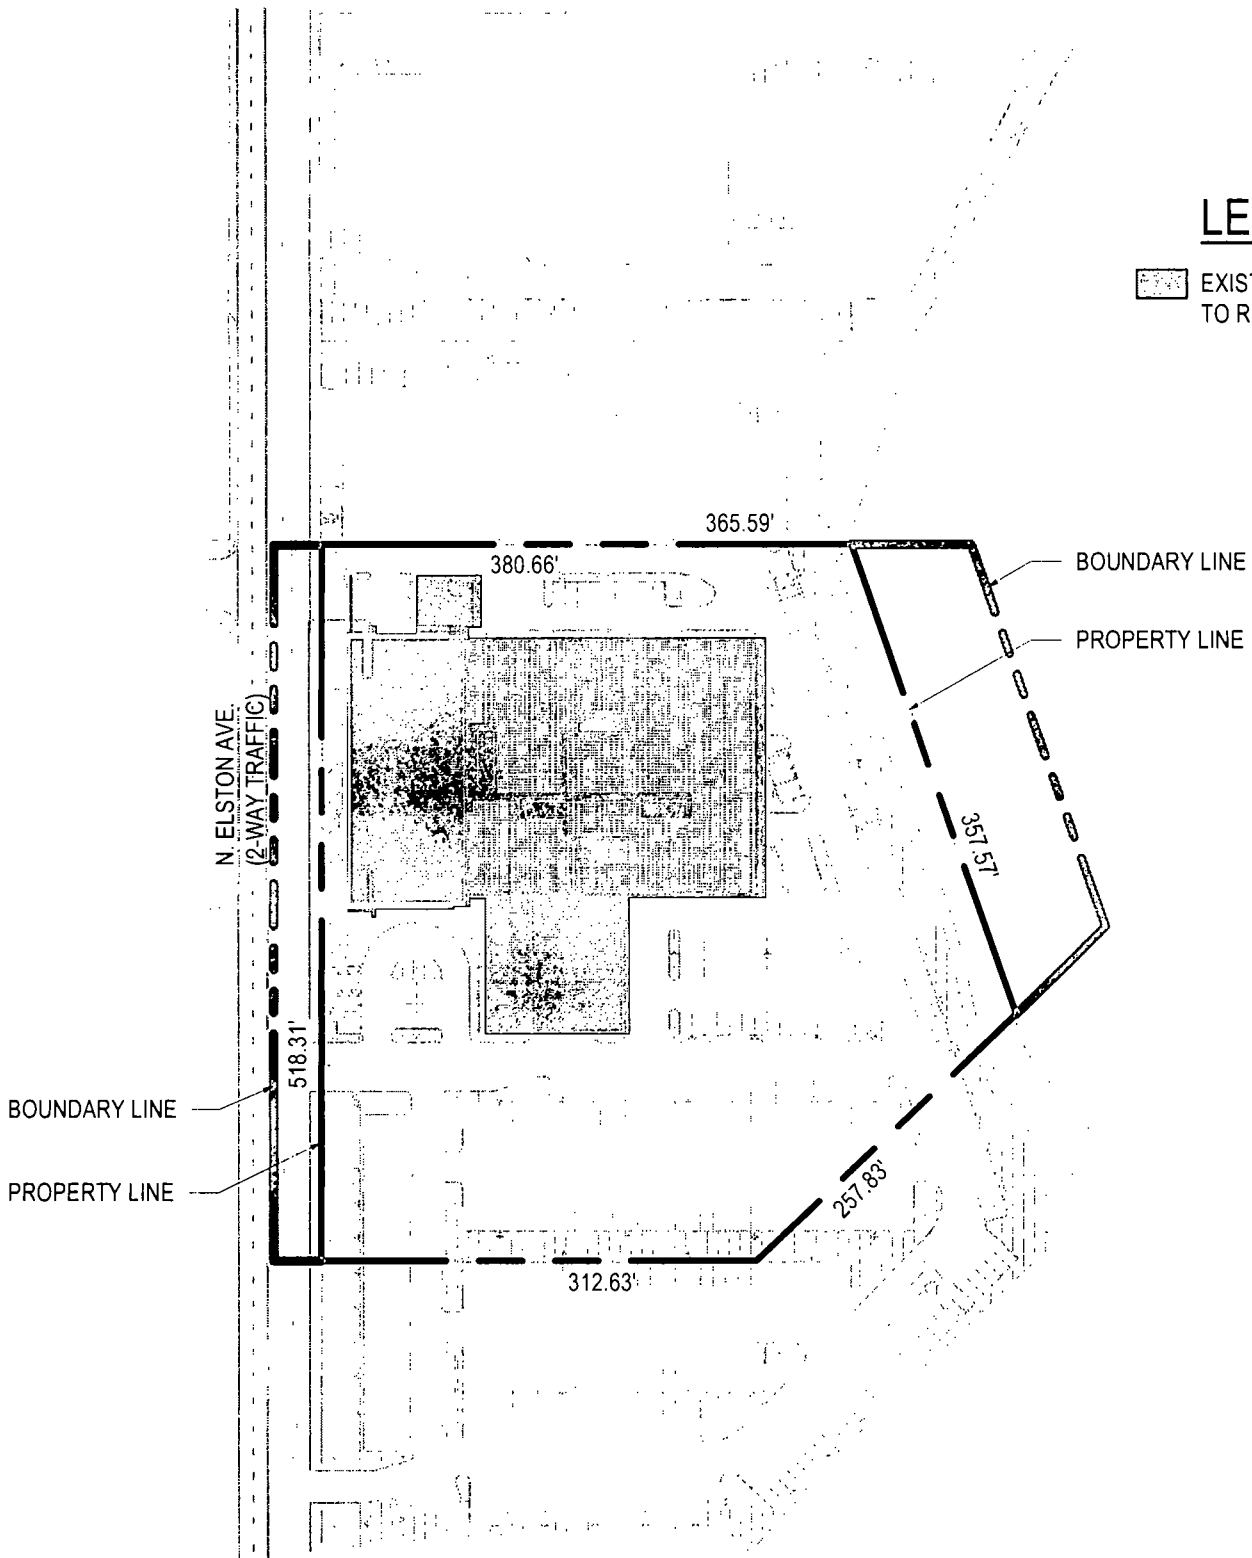 LE
EXIS
TO R
365.59'
380.66'
BOUNDARY LINE
PROPERTY LINE
N. ELSTON AVE.
(2-WAY TRAFFIC)
357.57'
518.31'
BOUNDARY LINE
PROPERTY LINE
257.83'
312.63'